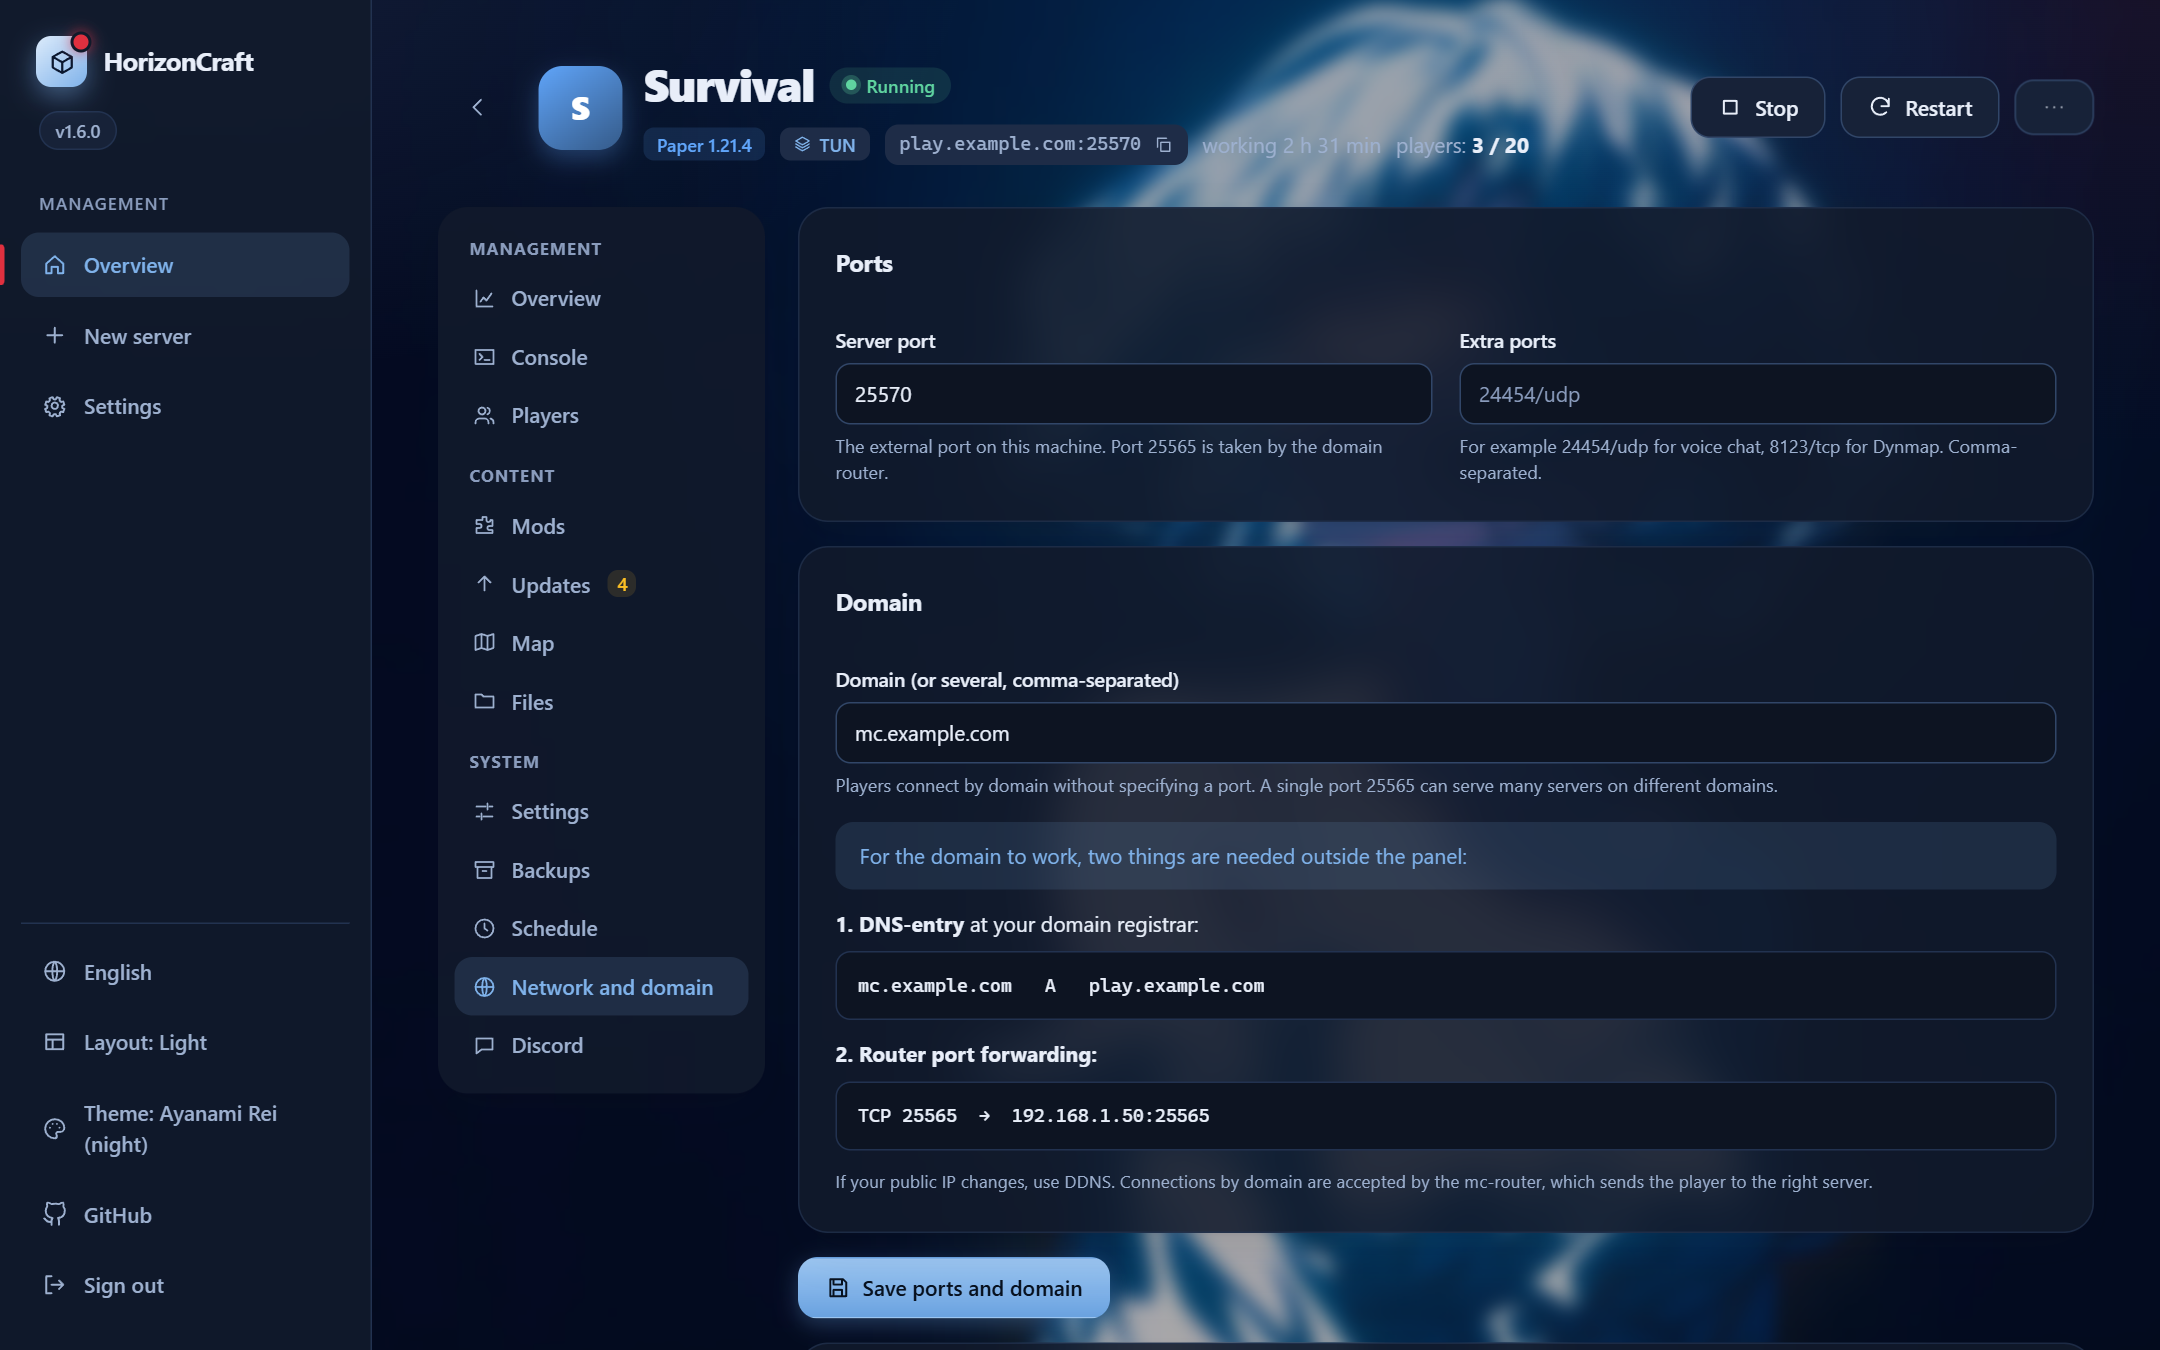 HorizonCraft
v1.6.0
MANAGEMENT
Overview
New server
Settings
English
Layout: Light
Theme: Ayanami Rei
(night)
GitHub
Sign out
S
Survival
Running
Paper 1.21.4
TUN
play.example.com:25570
working 2 h 31 min
players: 3 / 20
Stop
Restart
...
MANAGEMENT
Overview
Console
Players
CONTENT
Mods
Updates 4
Map
Files
SYSTEM
Settings
Backups
Schedule
Network and domain
Discord
Ports
Server port
25570
The external port on this machine. Port 25565 is taken by the domain
router.
Extra ports
24454/udp
For example 24454/udp for voice chat, 8123/tcp for Dynmap. Comma-
separated.
Domain
Domain (or several, comma-separated)
mc.example.com
Players connect by domain without specifying a port. A single port 25565 can serve many servers on different domains.
For the domain to work, two things are needed outside the panel:
1. DNS-entry at your domain registrar:
mc.example.com A play.example.com
2. Router port forwarding:
TCP 25565 → 192.168.1.50:25565
If your public IP changes, use DDNS. Connections by domain are accepted by the mc-router, which sends the player to the right server.
Save ports and domain